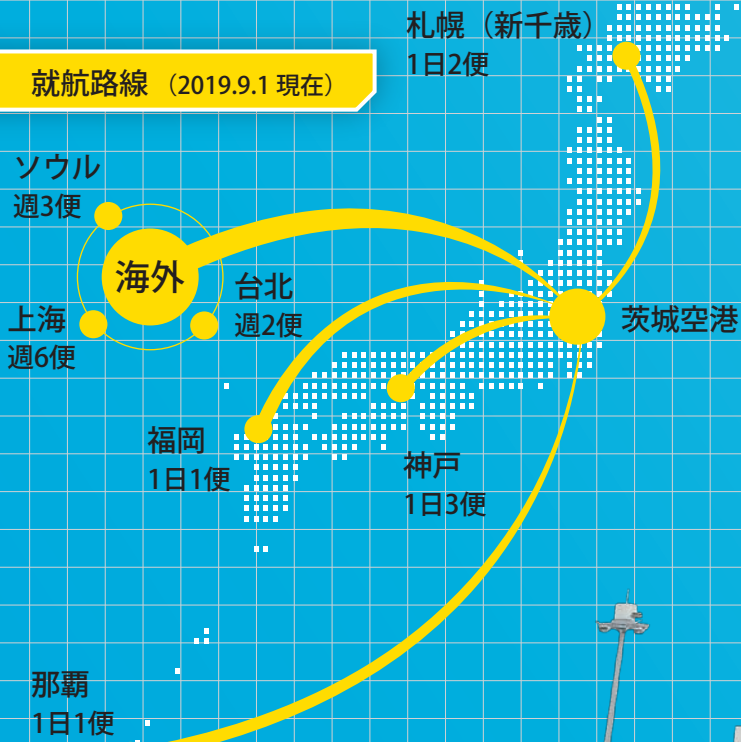 札幌（新千歳）
1日2便
就航路線（2019.9.1 現在）
ソウル
週3便
海外
台北
週2便
上海
週6便
茨城空港
福岡
1日1便
神戸
1日3便
那覇
1日1便